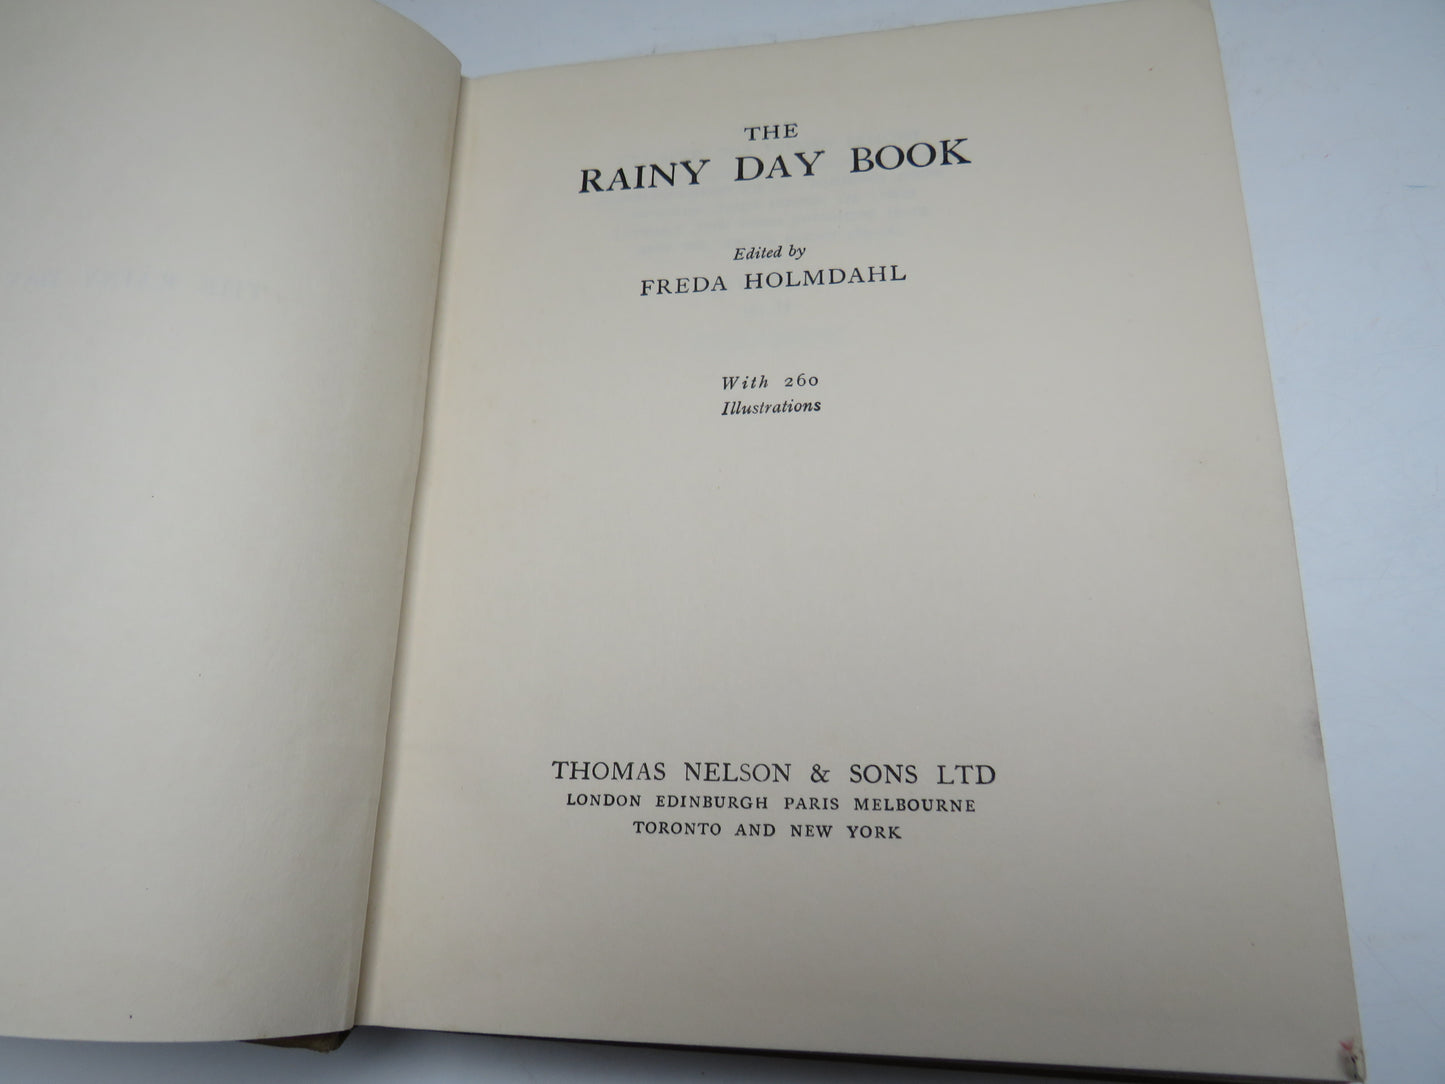 THE
RAINY DAY BOOK
Edited by
FREDA HOLMDAHL
With 260
Illustrations
THOMAS NELSON & SONS LTD
LONDON EDINBURGH PARIS MELBOURNE
TORONTO AND NEW YORK